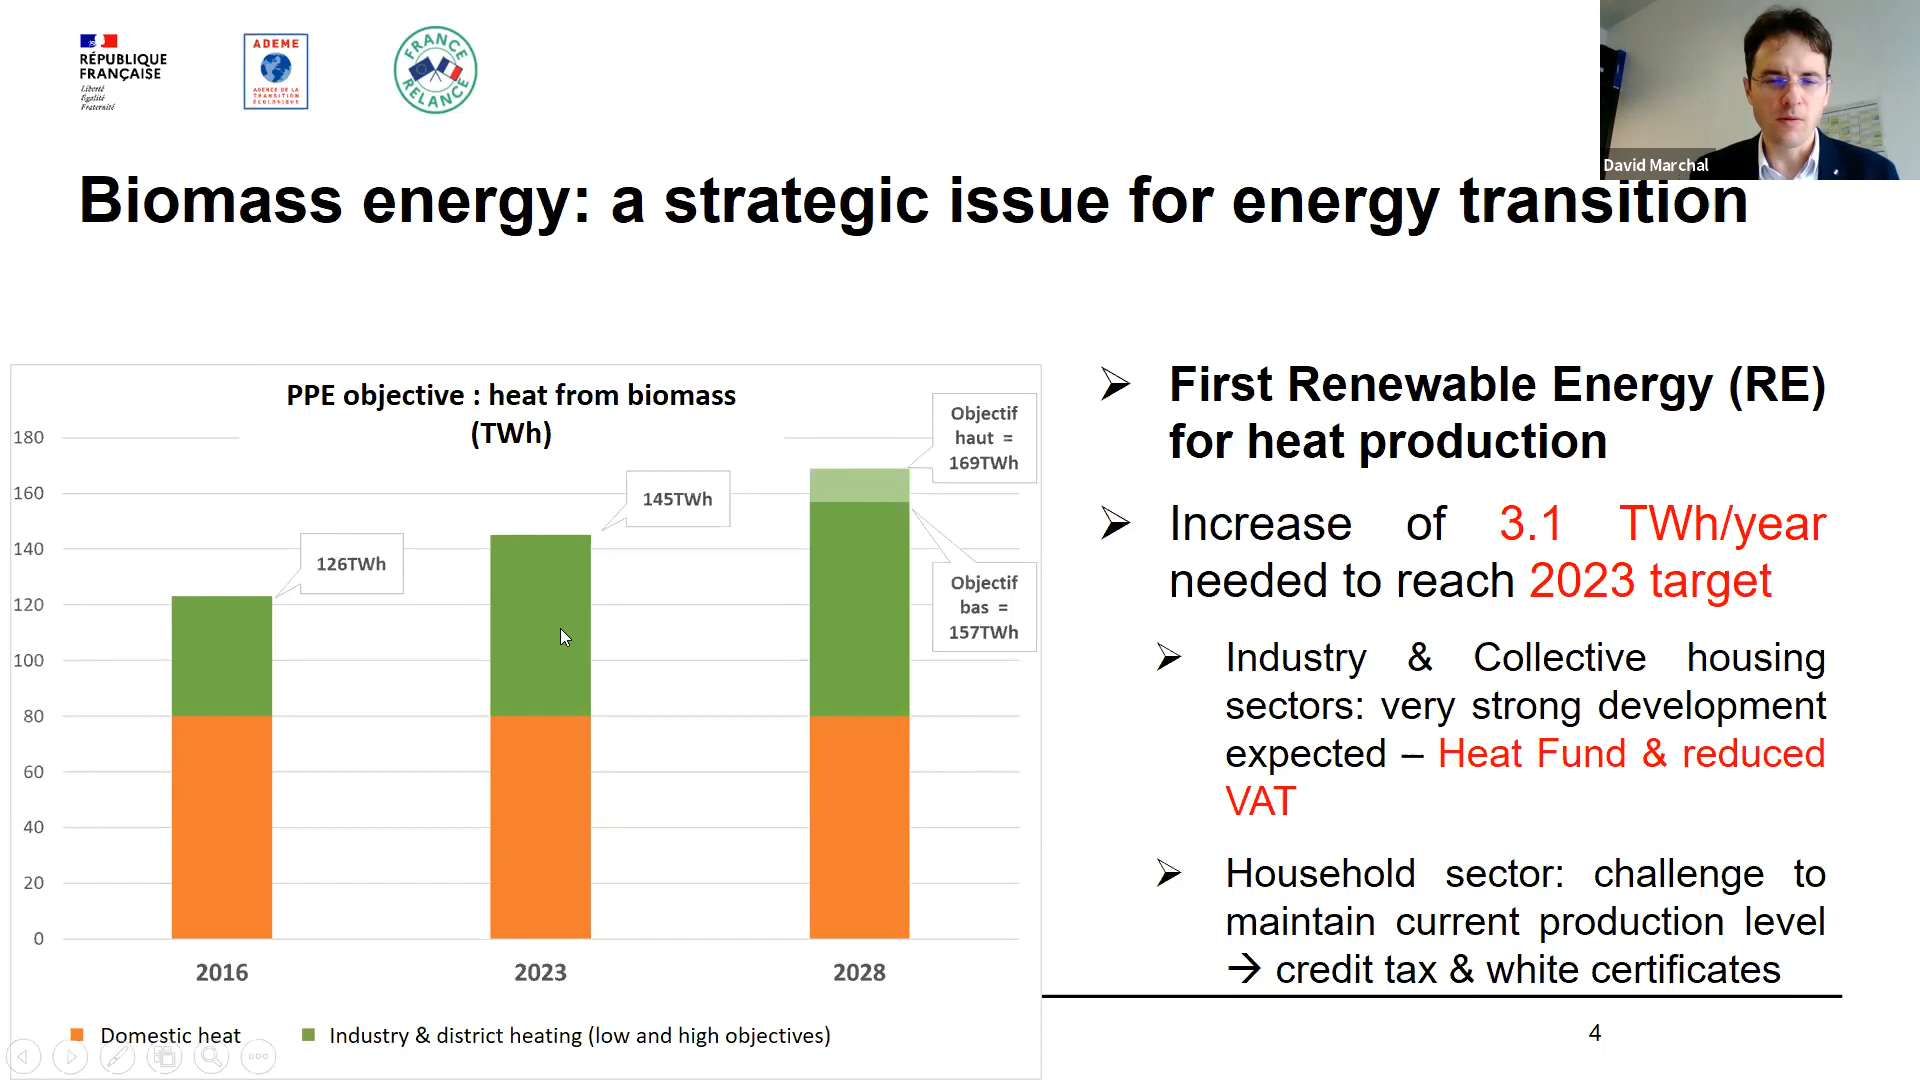 RÉPUBLIQUE
FRANÇAISE
Liberté
Égalité
Fraternité
ADEME
AGENCE DE LA
TRANSITION
ÉCOLOGIQUE
FRANCE
RELANCE
David Marchal
Biomass energy: a strategic issue for energy transition
PPE objective : heat from biomass
(TWh)
180
160
140
120
100
80
60
40
20
0
126TWh
145TWh
Objectif
haut =
169TWh
Objectif
bas =
157TWh
2016
2023
2028
Domestic heat
Industry & district heating (low and high objectives)
➢ First Renewable Energy (RE)
for heat production
➢ Increase of 3.1 TWh/year
needed to reach 2023 target
➢ Industry & Collective housing
sectors: very strong development
expected – Heat Fund & reduced
VAT
➢ Household sector: challenge to
maintain current production level
→ credit tax & white certificates
4